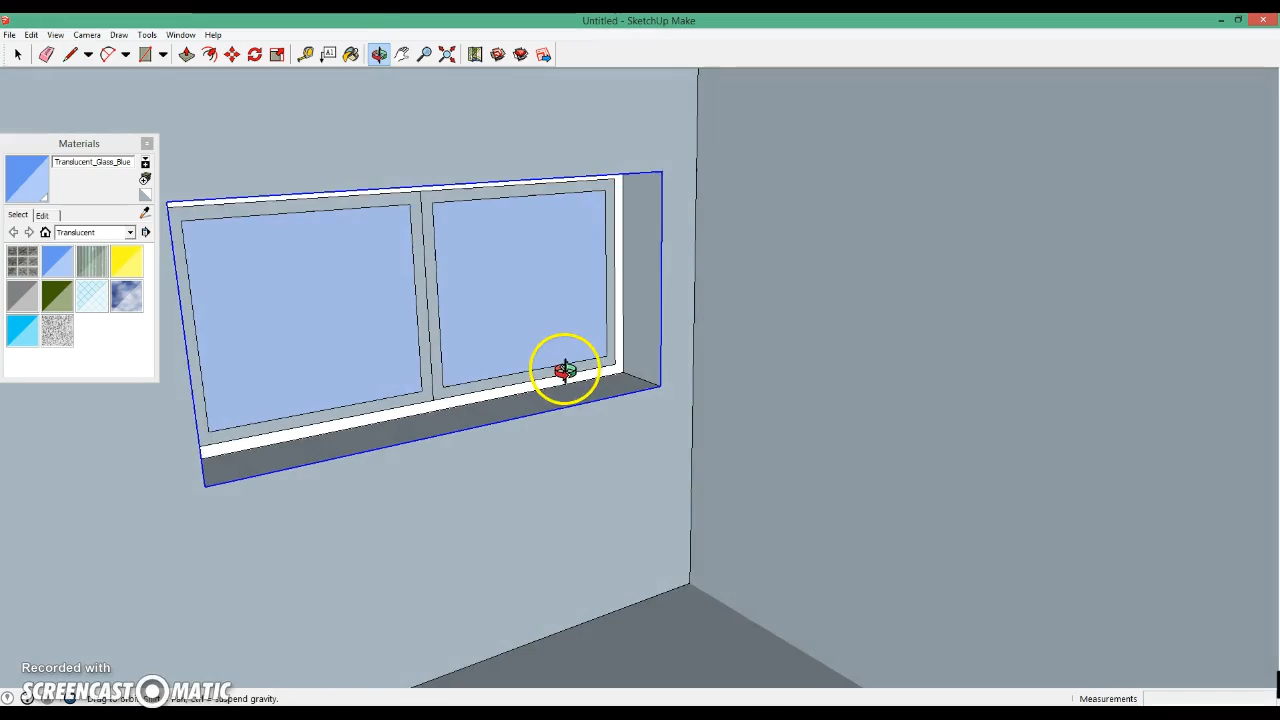 Untitled - SketchUp Make
File Edit View Camera Draw Tools Window Help
A1
Materials
Translucent_Glass_Blue
Select Edit
Translucent
Recorded with
SCREENCAST MATIC
suspend gravity.
Measurements